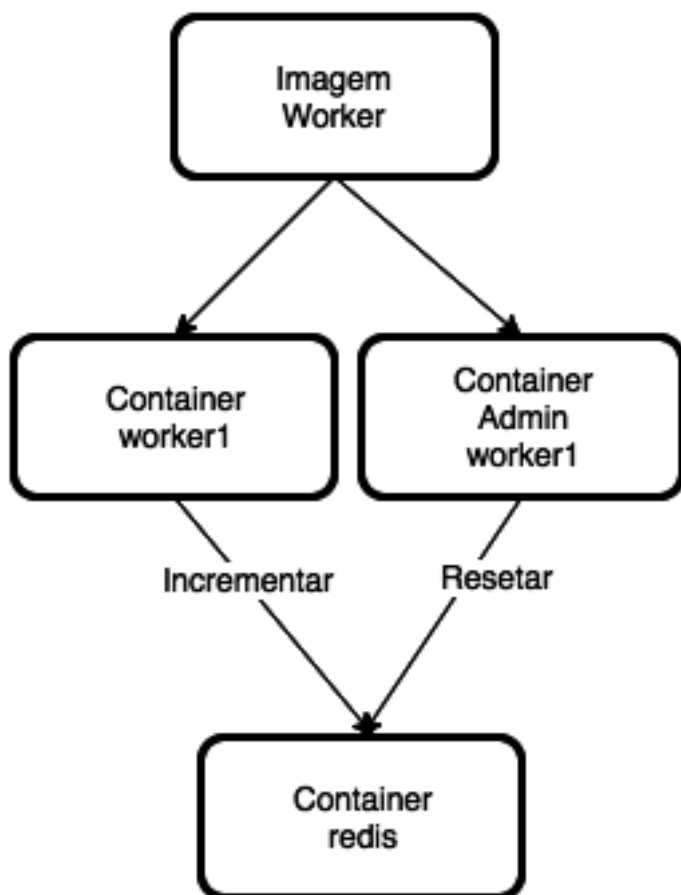 Imagem
Worker
Container
worker1
Container
Admin
worker1
Incrementar
Resetar
Container
redis